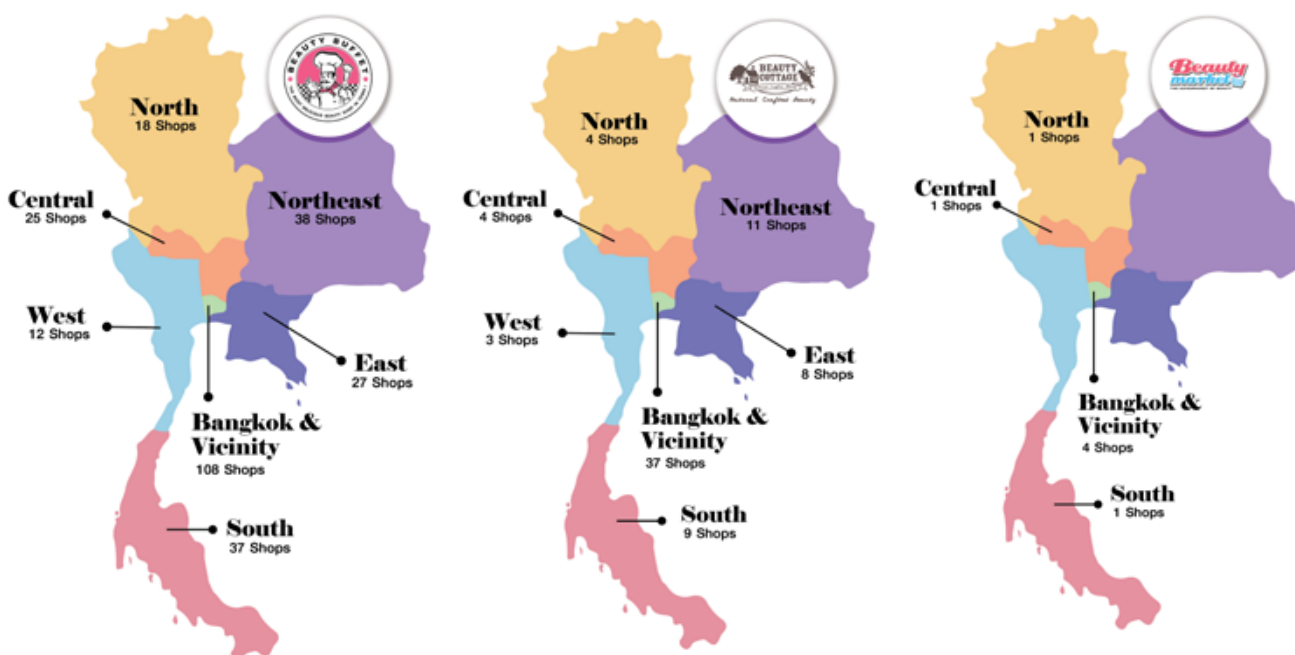 BEAUTY BUFFET
North
18 Shops
Central
25 Shops
Northeast
38 Shops
West
12 Shops
East
27 Shops
Bangkok &
Vicinity
108 Shops
South
37 Shops
BEAUTY
COTTAGE
Natural Crafted Beauty
North
4 Shops
Central
4 Shops
Northeast
11 Shops
West
3 Shops
East
8 Shops
Bangkok &
Vicinity
37 Shops
South
9 Shops
Beauty
market
North
1 Shops
Central
1 Shops
Bangkok &
Vicinity
4 Shops
South
1 Shops